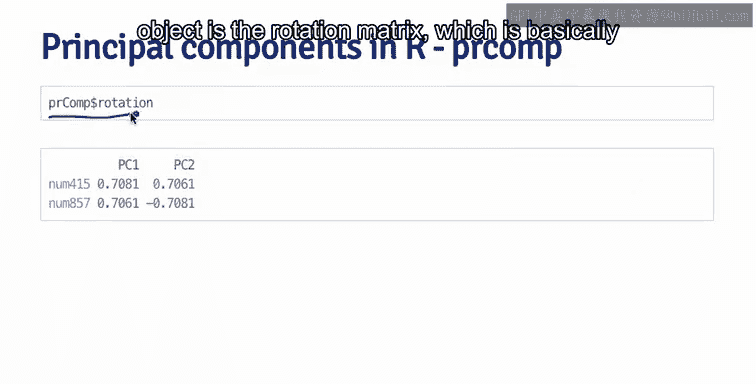 object is the rotation matrix, which is basically
Principal components in R - prcomp
prComp$rotation
PC1 PC2
num415 0.7081 0.7061
num857 0.7061 -0.7081